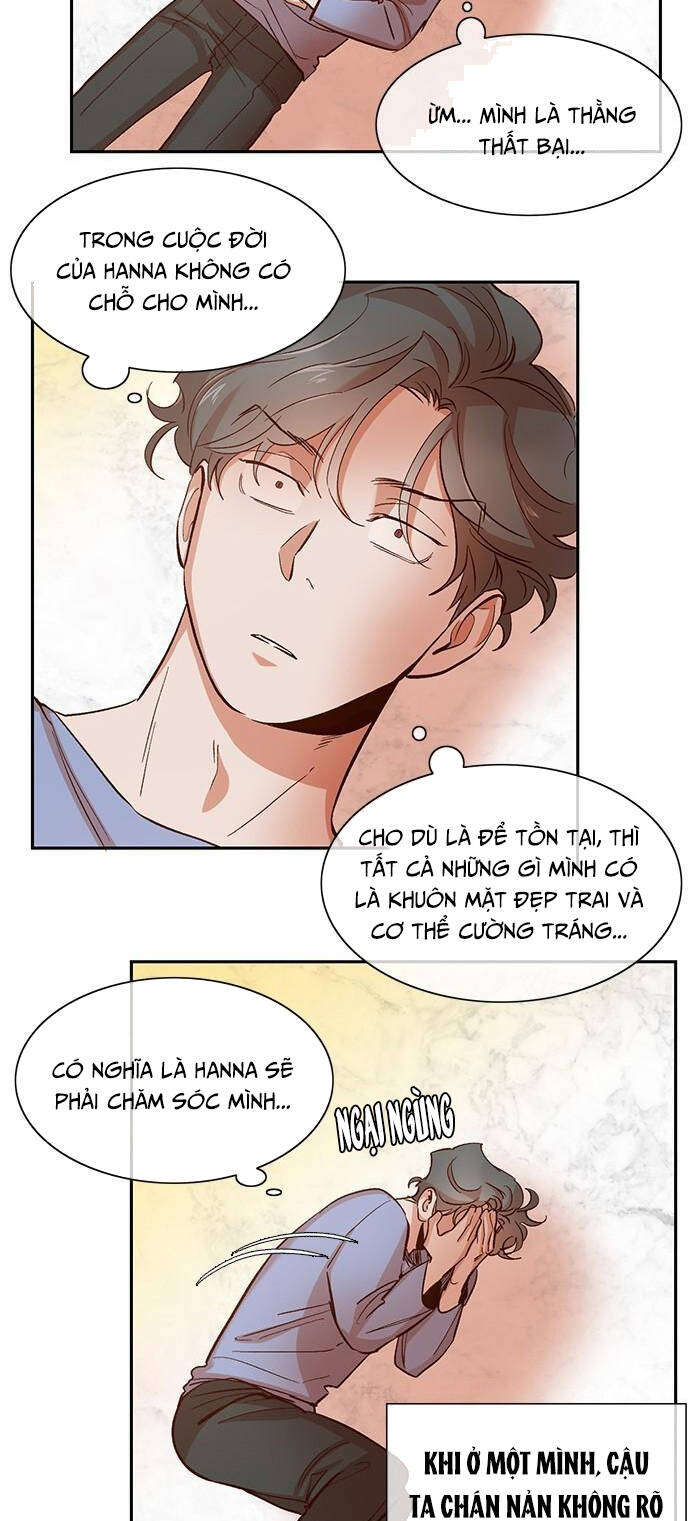 ỪM... MÌNH LÀ THẰNG
THẤT BẠI...
TRONG CUỘC ĐỜI
CỦA HANNA KHÔNG CÓ
CHỖ CHO MÌNH...
CHO DÙ LÀ ĐỂ TỒN TẠI, THÌ
TẤT CẢ NHỮNG GÌ MÌNH CÓ
LÀ KHUÔN MẶT ĐẸP TRAI VÀ
CƠ THỂ CƯỜNG TRÁNG...
CÓ NGHĨA LÀ HANNA SẼ
PHẢI CHĂM SÓC MÌNH...
NGẠI NGÙNG
KHI Ở MỘT MÌNH, CẬU
TA CHÁN NẢN KHÔNG RÕ